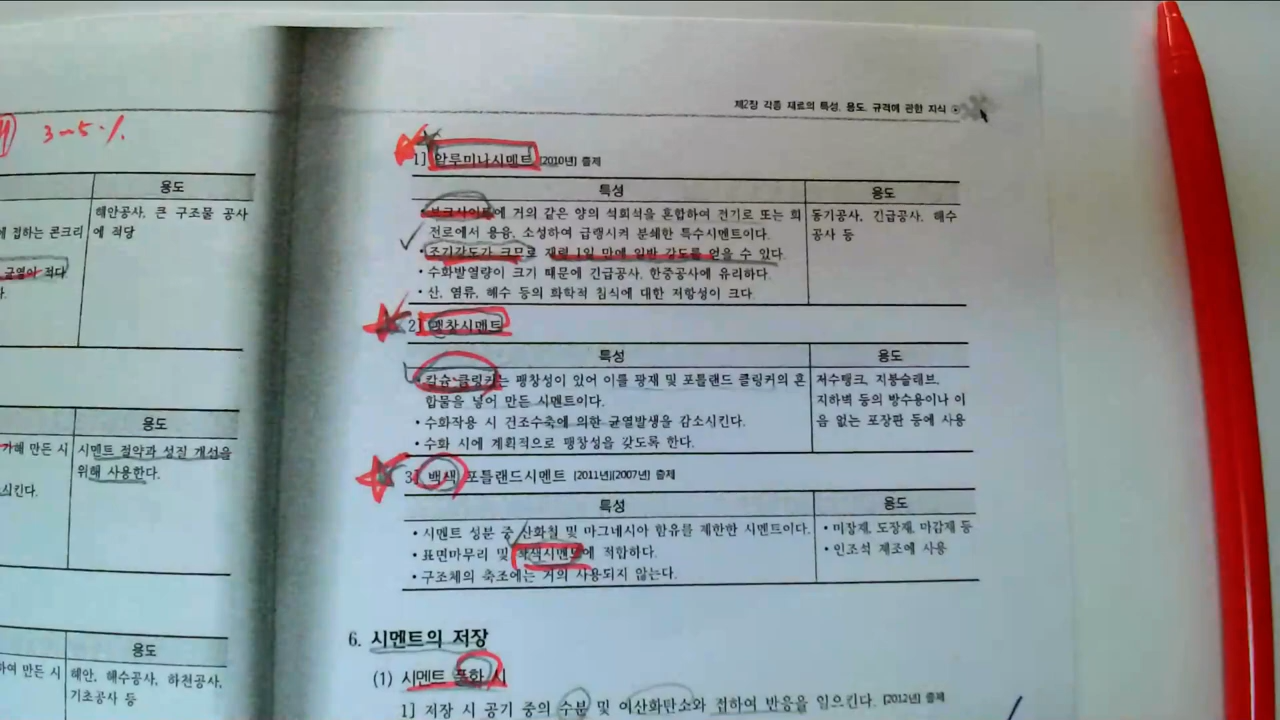 제2장 각종 재료의 특성, 용도, 규격에 관한 지식
3~5%
용도
해안공사, 큰 구조물 공사
에 접하는 콘크리
에 적당
균열이 적다
용도
가해 만든 시
시멘트 절약과 성질 개선을
위해 사용한다.
시킨다.
용도
하여 만든 시
해안, 해수공사, 하천공사,
기초공사 등
1] 알루미나시멘트 [2010년] 출제
특성
용도
• 보크사이트에 거의 같은 양의 석회석을 혼합하여 전기로 또는 회
전로에서 용융, 소성하여 급랭시켜 분쇄한 특수시멘트이다.
• 조기강도가 크므로 재령 1일 만에 일반 강도를 얻을 수 있다.
• 수화발열량이 크기 때문에 긴급공사, 한중공사에 유리하다.
• 산, 염류, 해수 등의 화학적 침식에 대한 저항성이 크다.
동기공사, 긴급공사, 해수
공사 등
2] 팽창시멘트
특성
용도
• 칼슘 클링커는 팽창성이 있어 이를 광재 및 포틀랜드 클링커의 혼
합물을 넣어 만든 시멘트이다.
• 수화작용 시 건조수축에 의한 균열발생을 감소시킨다.
• 수화 시에 계획적으로 팽창성을 갖도록 한다.
저수탱크, 지붕슬래브,
지하벽 등의 방수용이나 이
음 없는 포장판 등에 사용
3] 백색 포틀랜드시멘트 [2011년][2007년] 출제
특성
용도
• 시멘트 성분 중 산화철 및 마그네시아 함유를 제한한 시멘트이다.
• 표면마무리 및 착색시멘트에 적합하다.
• 구조체의 축조에는 거의 사용되지 않는다.
• 미장재, 도장재, 마감재 등
• 인조석 제조에 사용
6. 시멘트의 저장
(1) 시멘트 풍화 시
1] 저장 시 공기 중의 수분 및 이산화탄소와 접하여 반응을 일으킨다. [2012년] 출제